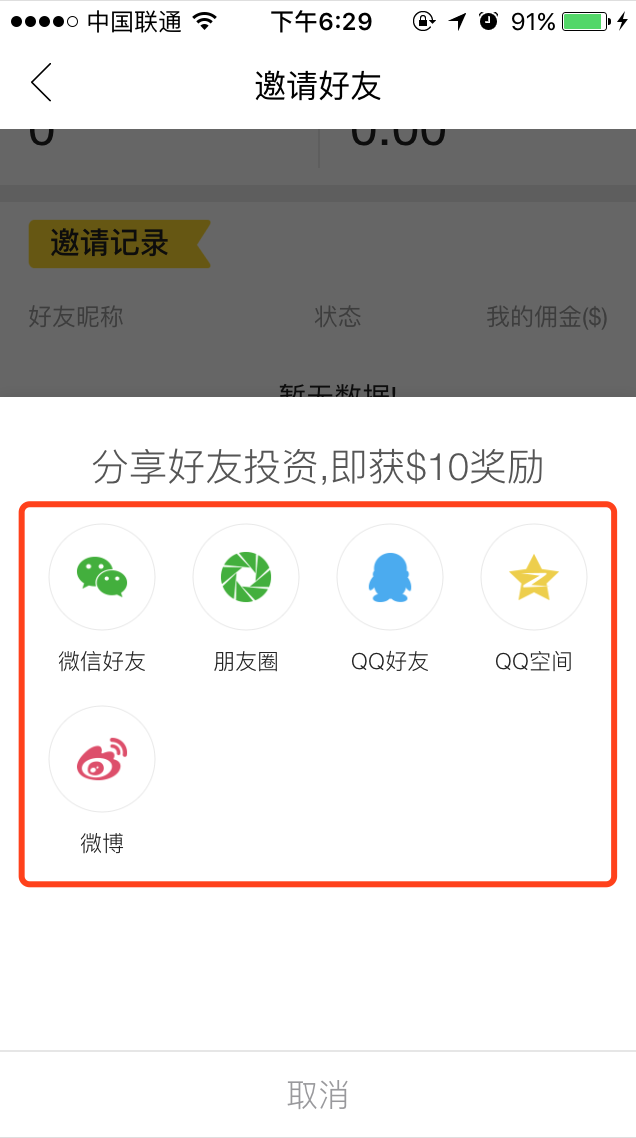 中国联通 下午6:29 91%
邀请好友
0 0.00
邀请记录
好友昵称 状态 我的佣金($)
暂无数据!
分享好友投资,即获$10奖励
微信好友 朋友圈 QQ好友 QQ空间
微博
取消